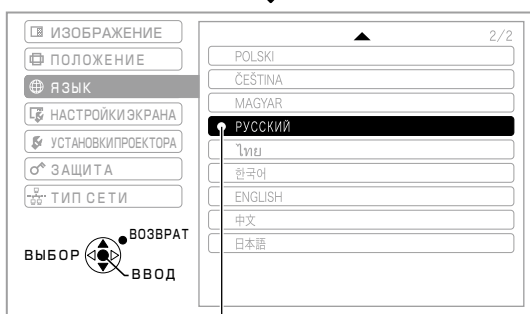 ИЗОБРАЖЕНИЕ
ПОЛОЖЕНИЕ
ЯЗЫК
НАСТРОЙКИ ЭКРАНА
УСТАНОВКИ ПРОЕКТОРА
ЗАЩИТА
ТИП СЕТИ
ВОЗВРАТ
ВЫБОР
ВВОД
2/2
POLSKI
ČEŠTINA
MAGYAR
РУССКИЙ
ไทย
한국어
ENGLISH
中文
日本語